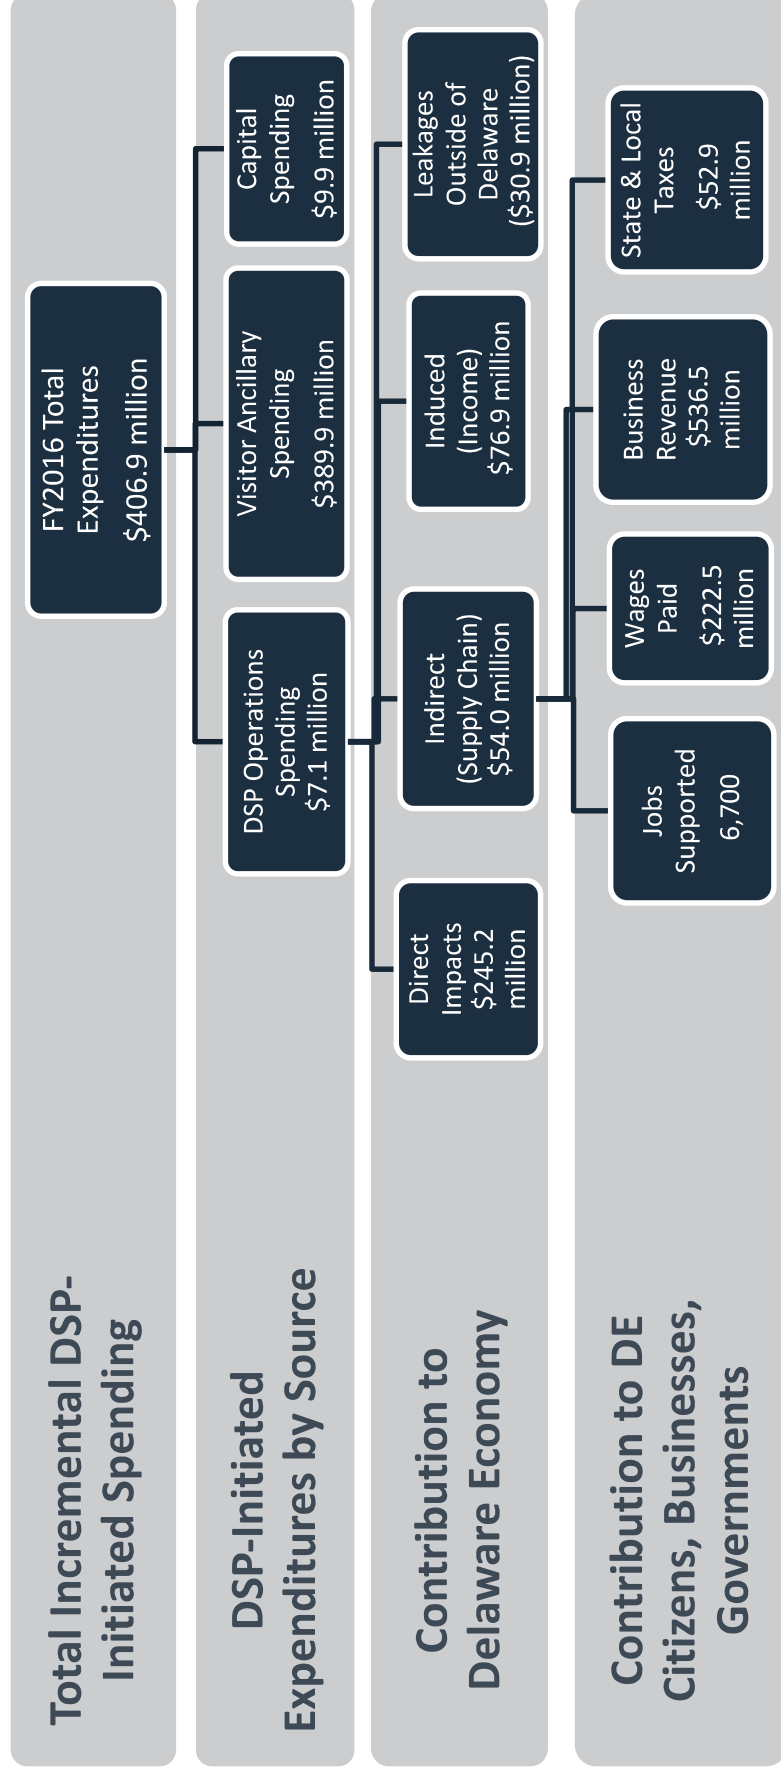 Total Incremental DSP-
Initiated Spending
FY2016 Total
Expenditures
$406.9 million
DSP-Initiated
Expenditures by Source
DSP Operations
Spending
$7.1 million
Visitor Ancillary
Spending
$389.9 million
Capital
Spending
$9.9 million
Contribution to
Delaware Economy
Direct
Impacts
$245.2
million
Indirect
(Supply Chain)
$54.0 million
Induced
(Income)
$76.9 million
Leakages
Outside of
Delaware
($30.9 million)
Contribution to DE
Citizens, Businesses,
Governments
Jobs
Supported
6,700
Wages
Paid
$222.5
million
Business
Revenue
$536.5
million
State & Local
Taxes
$52.9
million